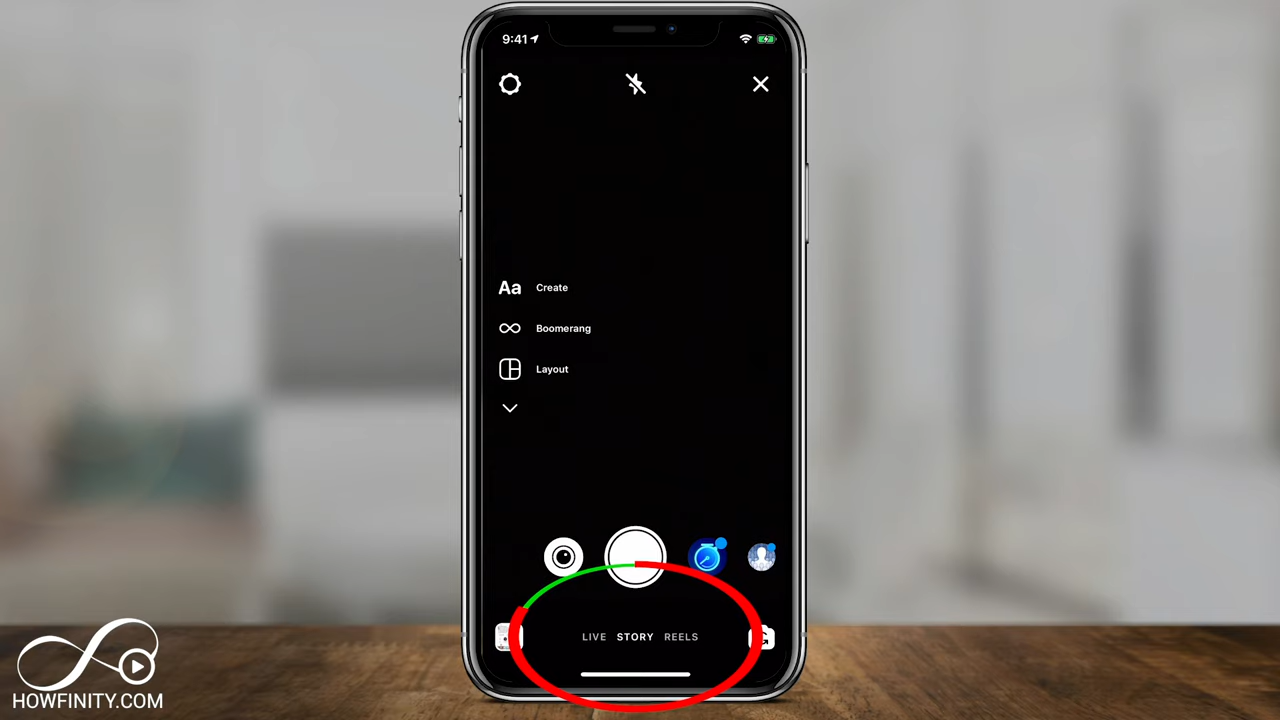 9:41
Aa Create
Boomerang
Layout
LIVE STORY REELS
HOWFINITY.COM